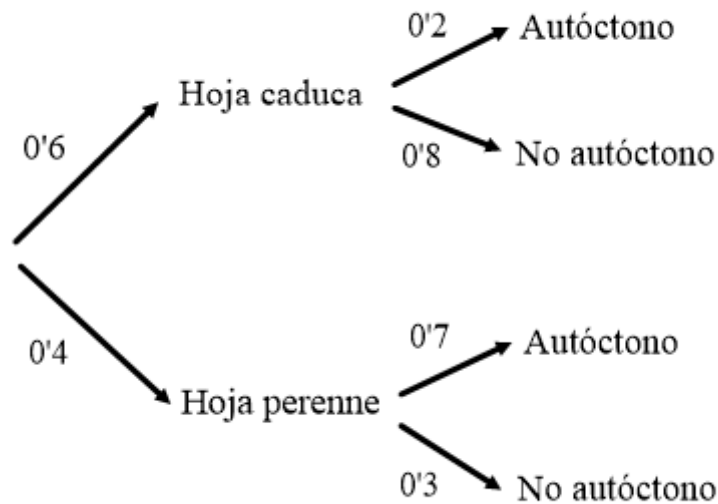 0'2 Autóctono
Hoja caduca
0'6
0'8 No autóctono
0'4
0'7 Autóctono
Hoja perenne
0'3 No autóctono